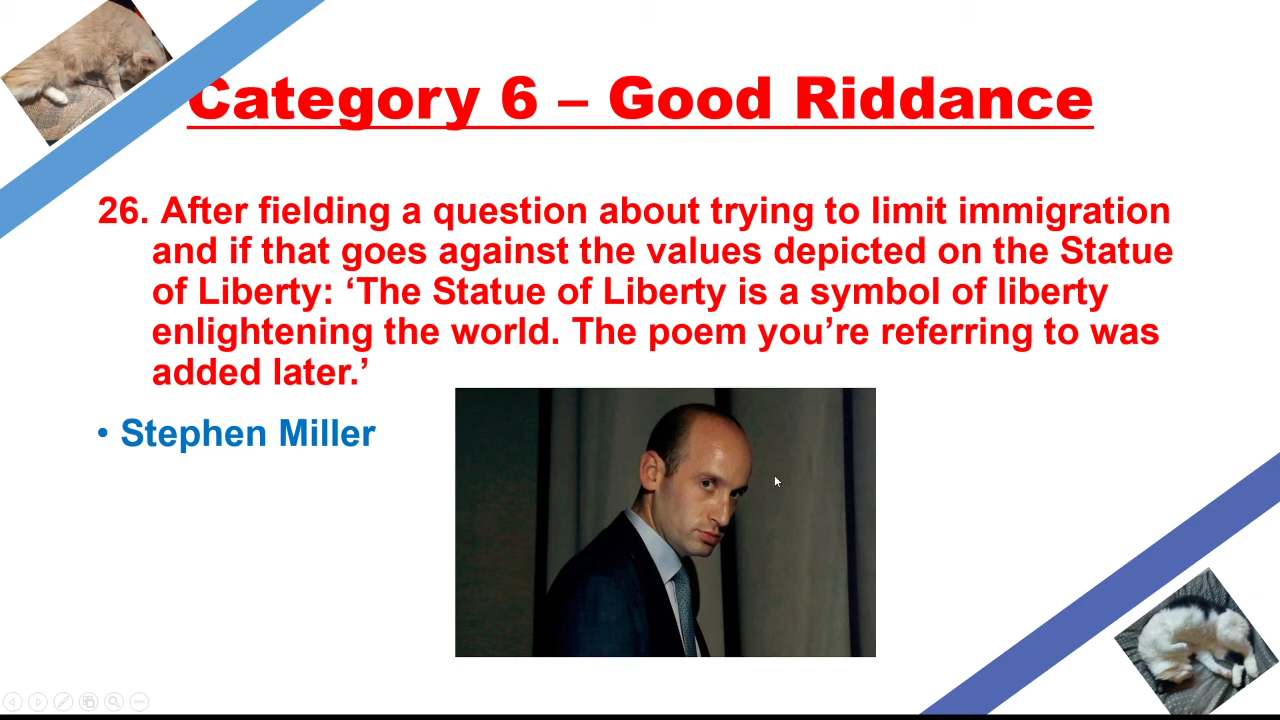 Category 6 – Good Riddance
26. After fielding a question about trying to limit immigration
and if that goes against the values depicted on the Statue
of Liberty: ‘The Statue of Liberty is a symbol of liberty
enlightening the world. The poem you’re referring to was
added later.’
• Stephen Miller